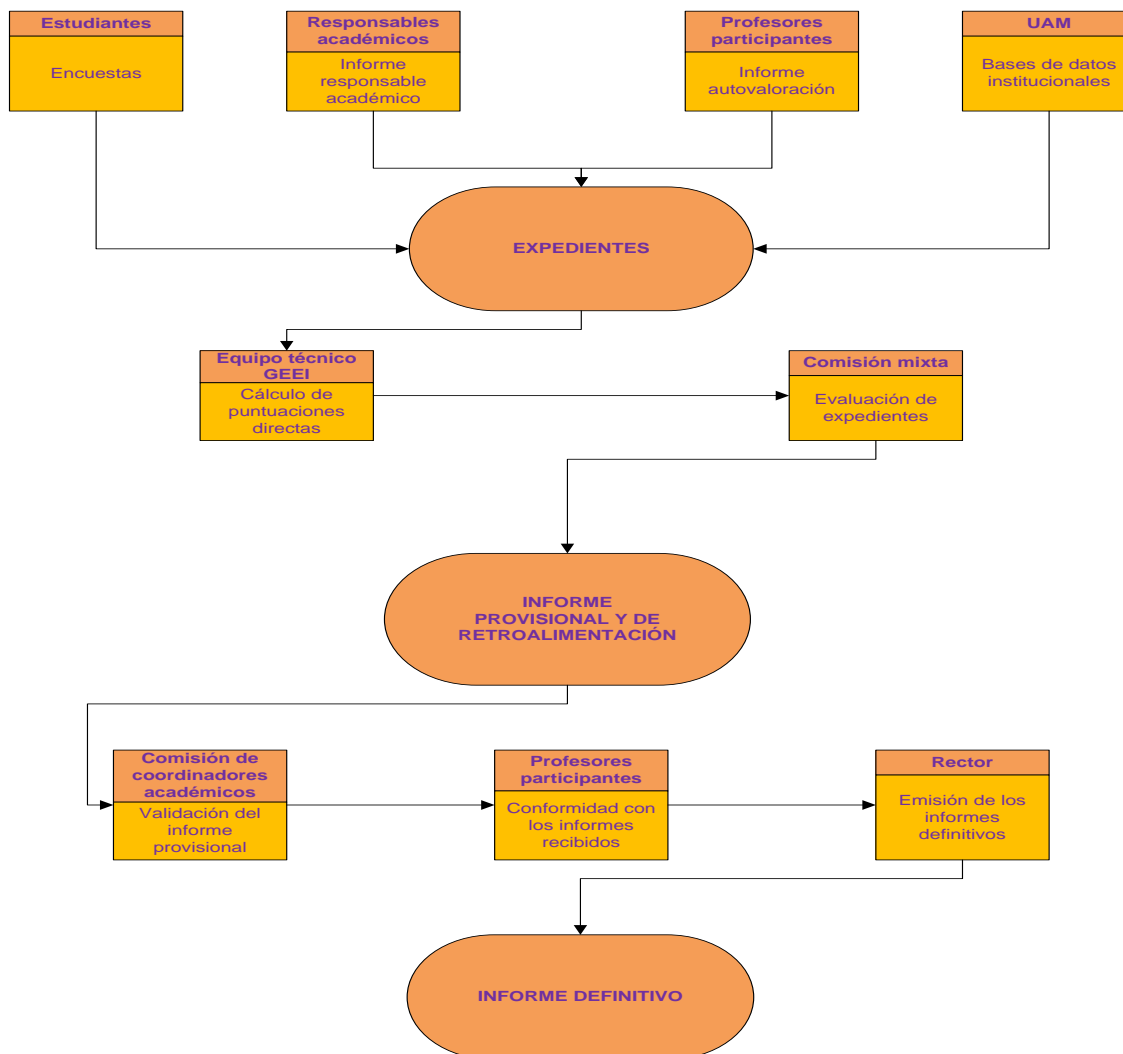 Estudiantes
Encuestas
Responsables
académicos
Informe
responsable
académico
Profesores
participantes
Informe
autovaloración
UAM
Bases de datos
institucionales
EXPEDIENTES
Equipo técnico
GEEI
Cálculo de
puntuaciones
directas
Comisión mixta
Evaluación de
expedientes
INFORME
PROVISIONAL Y DE
RETROALIMENTACIÓN
Comisión de
coordinadores
académicos
Validación del
informe
provisional
Profesores
participantes
Conformidad con
los informes
recibidos
Rector
Emisión de los
informes
definitivos
INFORME DEFINITIVO